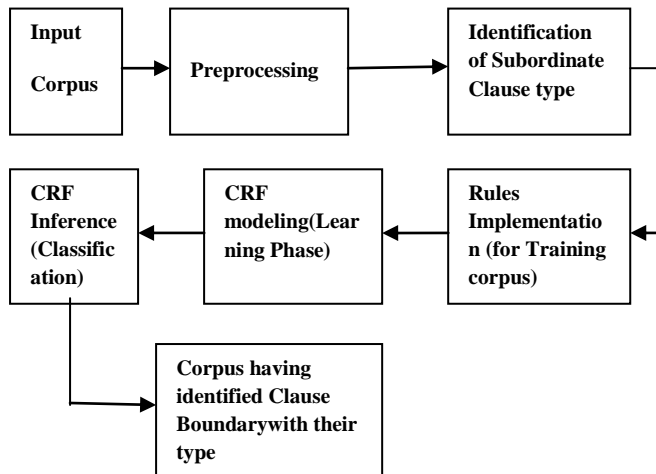 Input
Corpus
Preprocessing
Identification
of Subordinate
Clause type
Rules
Implementatio
n (for Training
corpus)
CRF
modeling(Lear
ning Phase)
CRF
Inference
(Classific
ation)
Corpus having
identified Clause
Boundarywith their
type